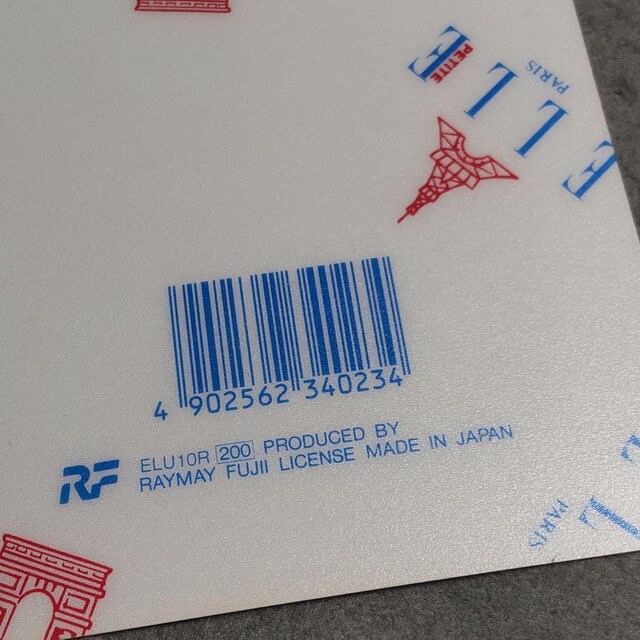 ELLE
PETITE
PARIS
4 902562 340234
RF
ELU10R 200 PRODUCED BY
RAYMAY FUJII LICENSE MADE IN JAPAN
PARIS